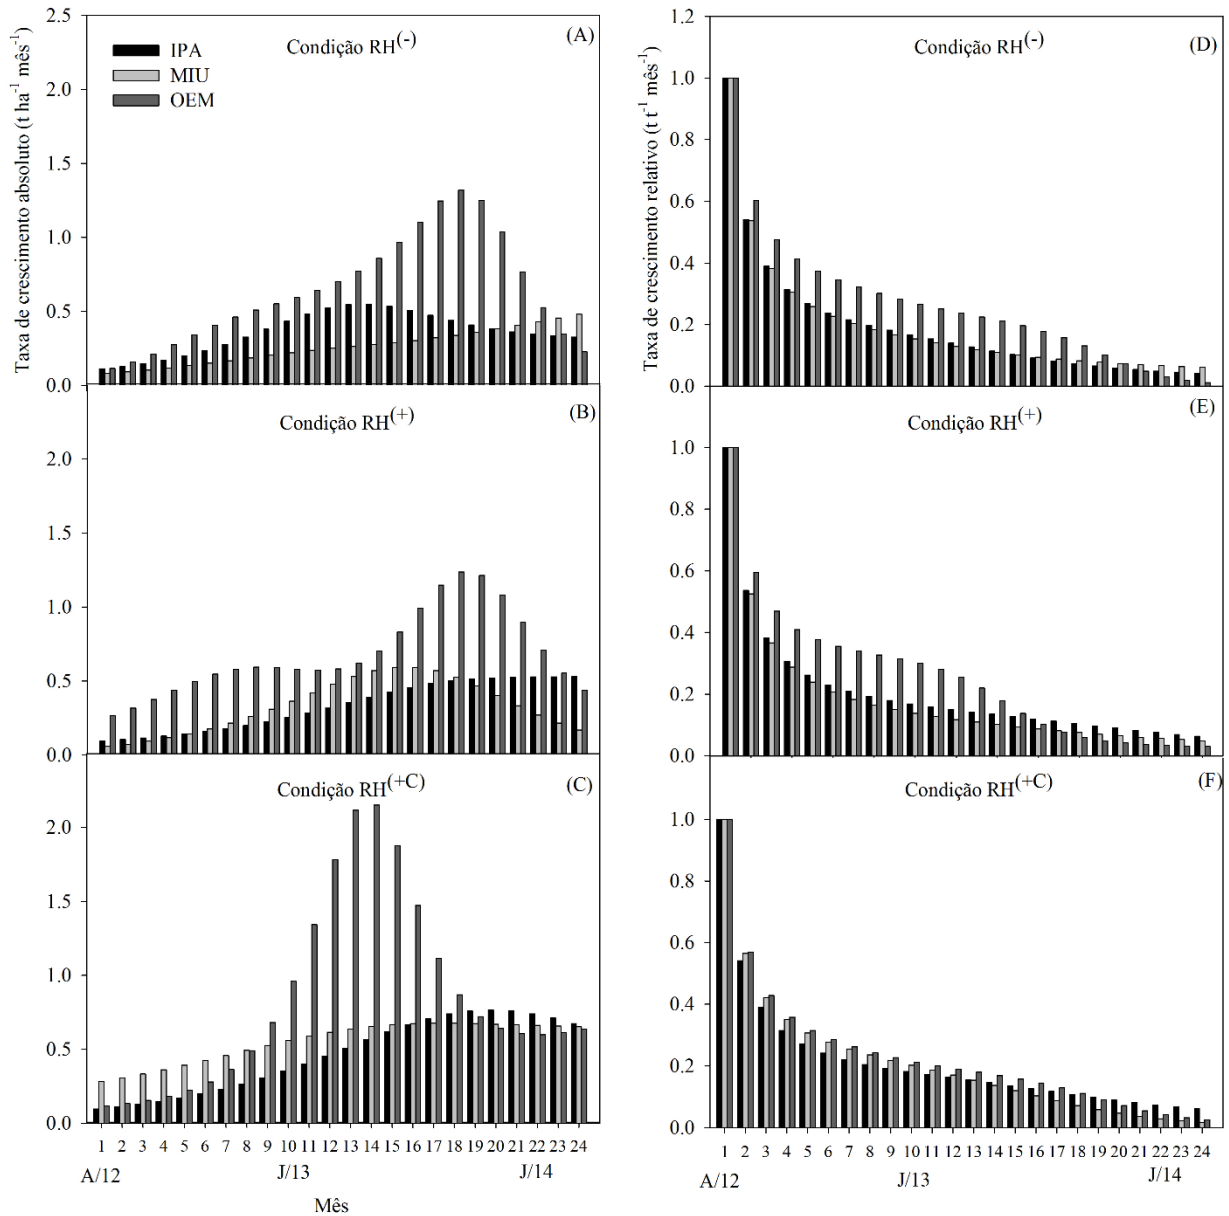 Taxa de crescimento absoluto (t ha⁻¹ mês⁻¹)
2.5
2.0
1.5
1.0
0.5
0.0
Condição RH(-)
(A)
IPA
MIU
OEM
2.0
1.5
1.0
0.5
0.0
Condição RH(+)
(B)
2.0
1.5
1.0
0.5
0.0
Condição RH(+C)
(C)
1 2 3 4 5 6 7 8 9 10 11 12 13 14 15 16 17 18 19 20 21 22 23 24
A/12 J/13 J/14
Mês
Taxa de crescimento relativo (t t⁻¹ mês⁻¹)
1.2
1.0
0.8
0.6
0.4
0.2
0.0
Condição RH(-)
(D)
1.0
0.8
0.6
0.4
0.2
0.0
Condição RH(+)
(E)
1.0
0.8
0.6
0.4
0.2
0.0
Condição RH(+C)
(F)
1 2 3 4 5 6 7 8 9 10 11 12 13 14 15 16 17 18 19 20 21 22 23 24
A/12 J/13 J/14